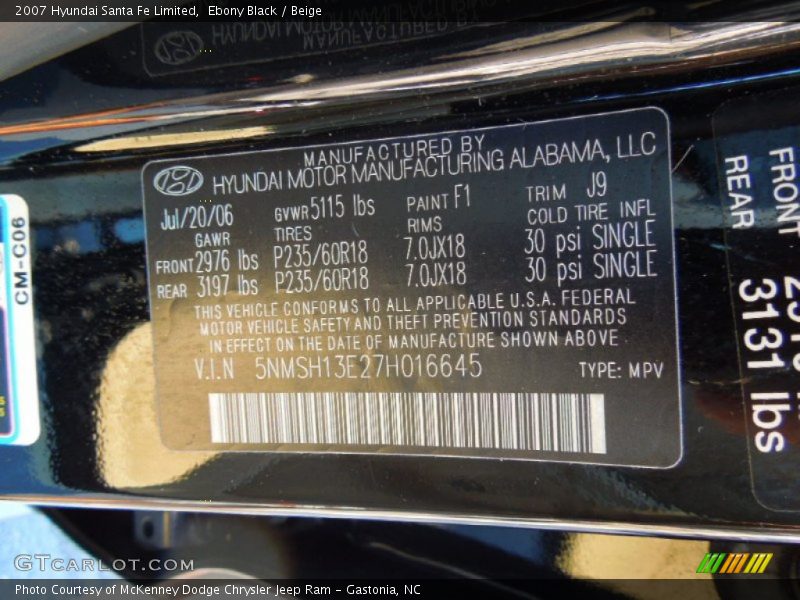 2007 Hyundai Santa Fe Limited, Ebony Black / Beige
MANUFACTURED BY
HYUNDAI MOTOR MANUFACTURING ALABAMA, LLC
Jul/20/06 GVWR 5115 lbs PAINT F1 TRIM J9
GAWR TIRES RIMS COLD TIRE INFL
FRONT 2976 lbs P235/60R18 7.0JX18 30 psi SINGLE
REAR 3197 lbs P235/60R18 7.0JX18 30 psi SINGLE
THIS VEHICLE CONFORMS TO ALL APPLICABLE U.S.A. FEDERAL
MOTOR VEHICLE SAFETY AND THEFT PREVENTION STANDARDS
IN EFFECT ON THE DATE OF MANUFACTURE SHOWN ABOVE
V.I.N 5NMSH13E27H016645 TYPE: MPV
CM-C06
FRONT
REAR 3131 lbs
GTCARLOT.COM
Photo Courtesy of McKenney Dodge Chrysler Jeep Ram - Gastonia, NC